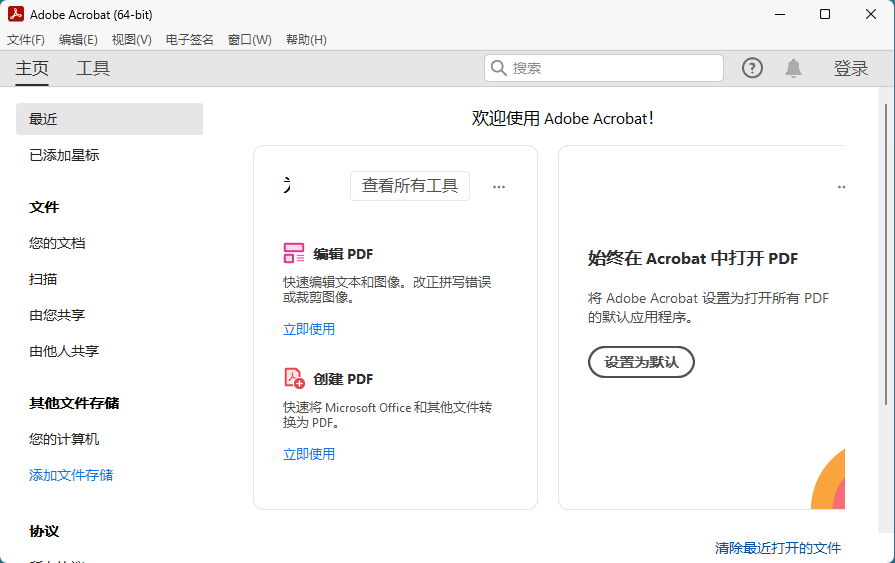 Adobe Acrobat (64-bit)
文件(F) 编辑(E) 视图(V) 电子签名 窗口(W) 帮助(H)
主页 工具 搜索 登录
最近
已添加星标
文件
您的文档
扫描
由您共享
由他人共享
其他文件存储
您的计算机
添加文件存储
协议
欢迎使用 Adobe Acrobat!
查看所有工具 ...
编辑 PDF
快速编辑文本和图像。改正拼写错误
或裁剪图像。
立即使用
创建 PDF
快速将 Microsoft Office 和其他文件转
换为 PDF。
立即使用
始终在 Acrobat 中打开 PDF
将 Adobe Acrobat 设置为打开所有 PDF
的默认应用程序。
设置为默认
清除最近打开的文件